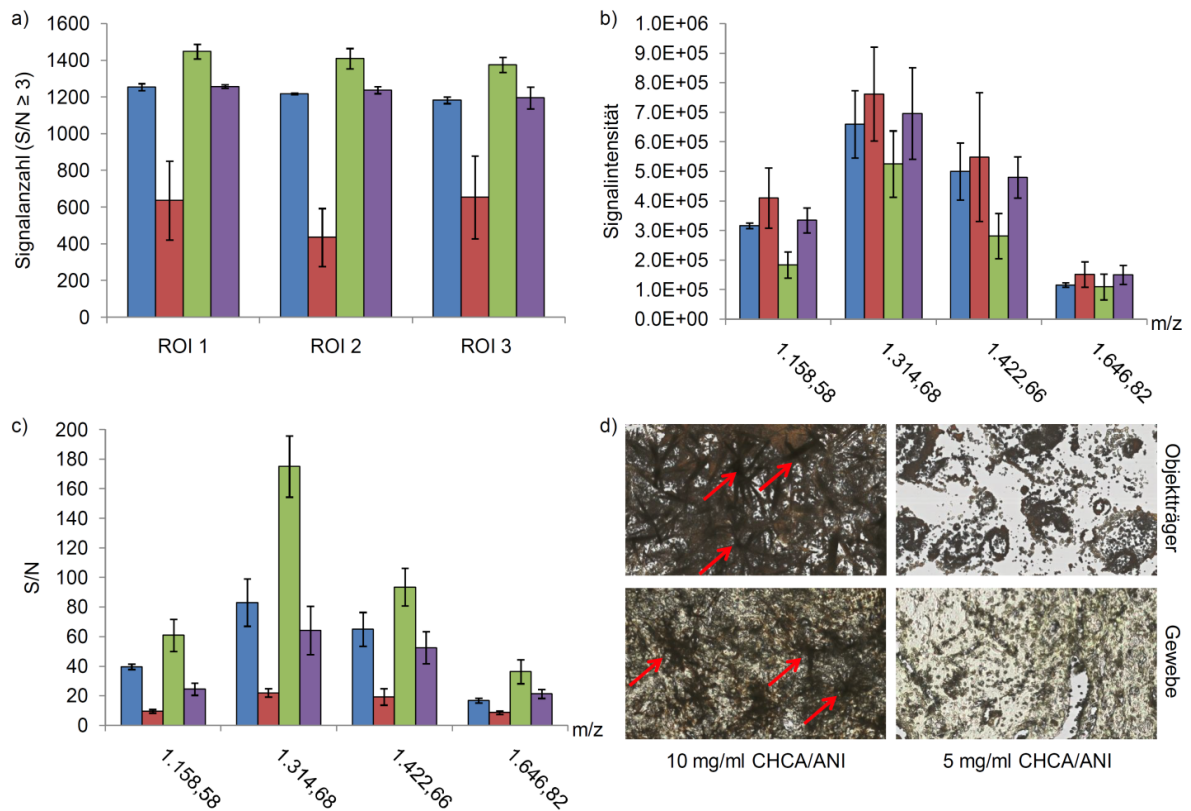 a)
1600
1400
1200
1000
800
600
400
200
0
Signalanzahl (S/N ≥ 3)
ROI 1 ROI 2 ROI 3
b)
1.0E+06
9.0E+05
8.0E+05
7.0E+05
6.0E+05
5.0E+05
4.0E+05
3.0E+05
2.0E+05
1.0E+05
0.0E+00
Signalintensität
m/z
1.158,58 1.314,68 1.422,66 1.646,82
c)
200
180
160
140
120
100
80
60
40
20
0
S/N
m/z
1.158,58 1.314,68 1.422,66 1.646,82
d)
Objektträger
Gewebe
10 mg/ml CHCA/ANI 5 mg/ml CHCA/ANI